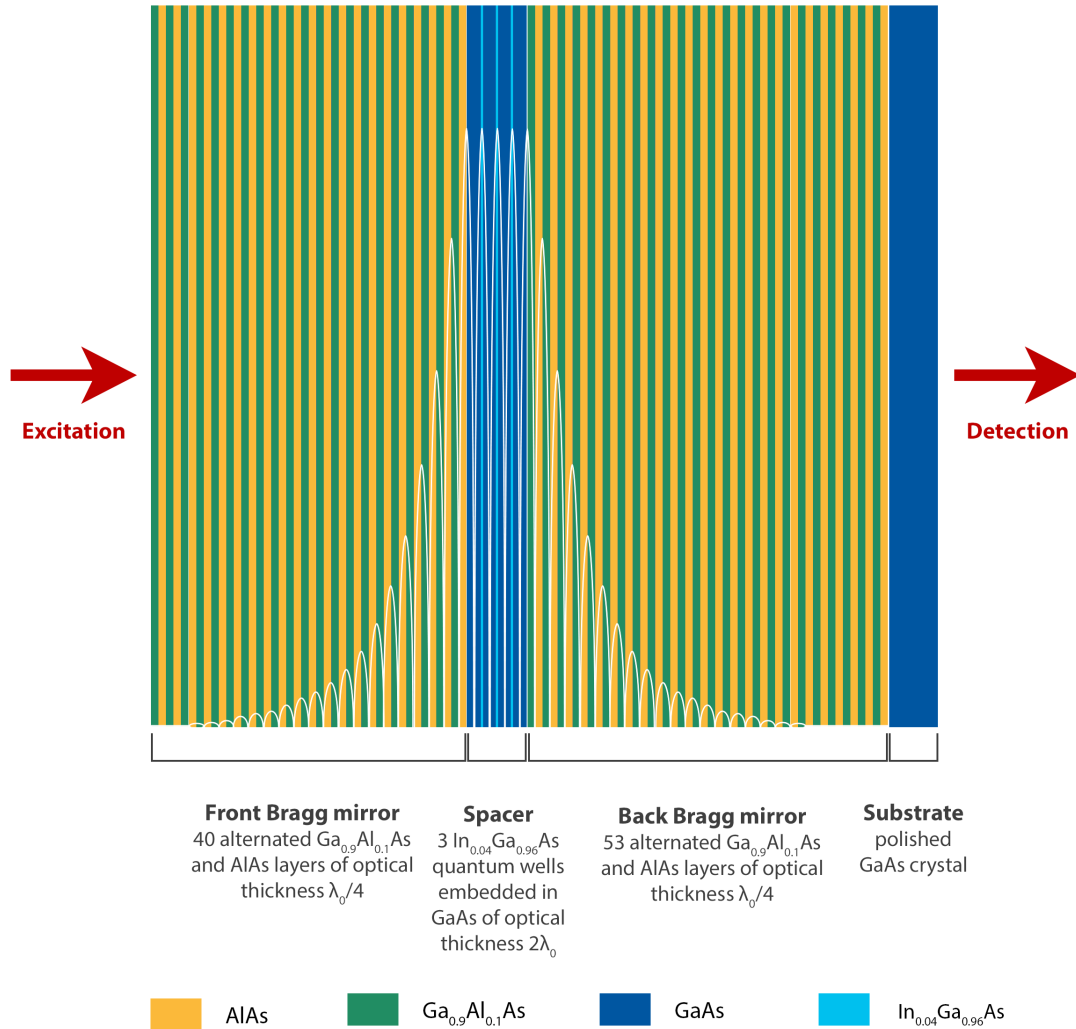 Excitation
Detection
Front Bragg mirror
40 alternated Ga₀.₉Al₀.₁As
and AlAs layers of optical
thickness λ₀/4
Spacer
3 In₀.₀₄Ga₀.₉₆As
quantum wells
embedded in
GaAs of optical
thickness 2λ₀
Back Bragg mirror
53 alternated Ga₀.₉Al₀.₁As
and AlAs layers of optical
thickness λ₀/4
Substrate
polished
GaAs crystal
AlAs
Ga₀.₉Al₀.₁As
GaAs
In₀.₀₄Ga₀.₉₆As